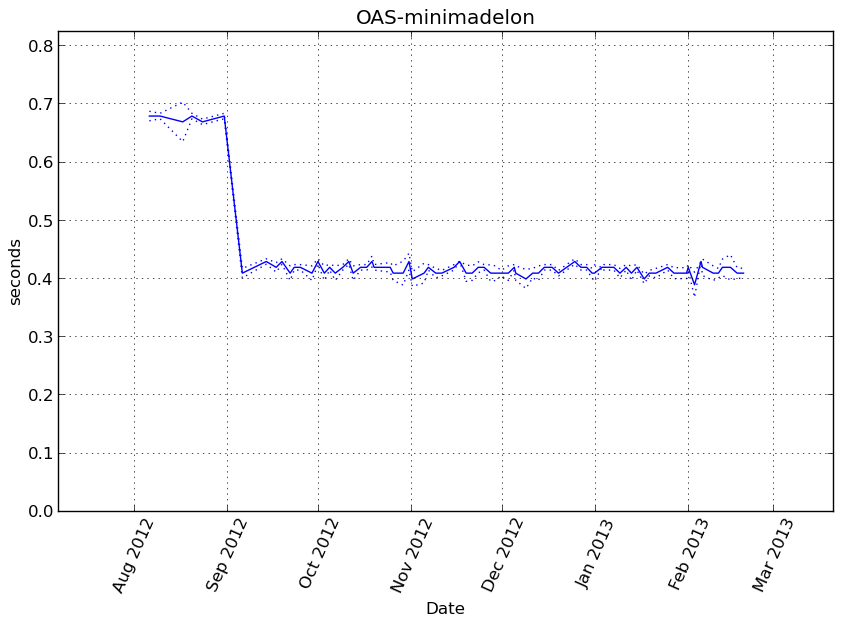 OAS-minimadelon
0.8
0.7
0.6
0.5
0.4
0.3
0.2
0.1
0.0
seconds
Aug 2012
Sep 2012
Oct 2012
Nov 2012
Dec 2012
Jan 2013
Feb 2013
Mar 2013
Date